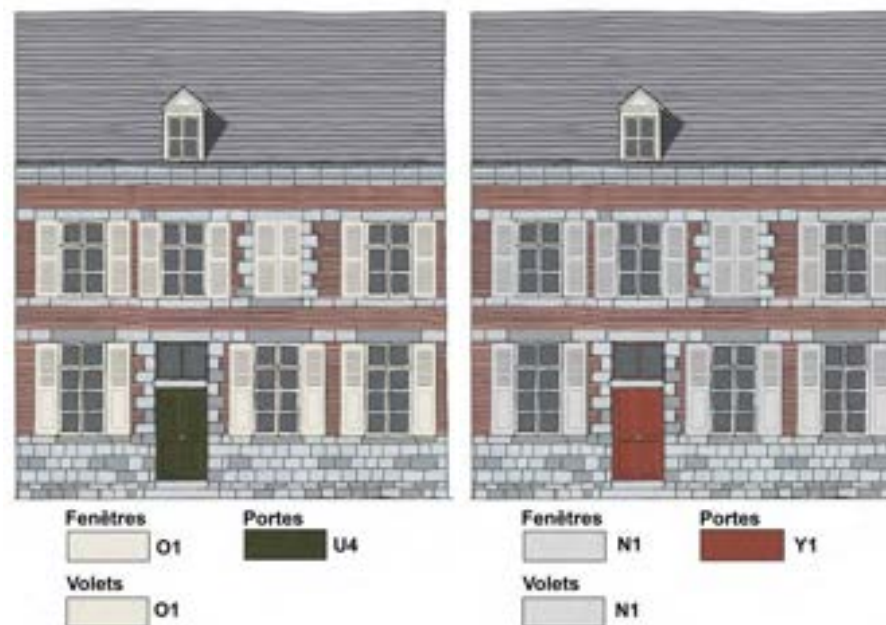 Fenêtres Portes
O1 U4
Volets
O1
Fenêtres Portes
N1 Y1
Volets
N1